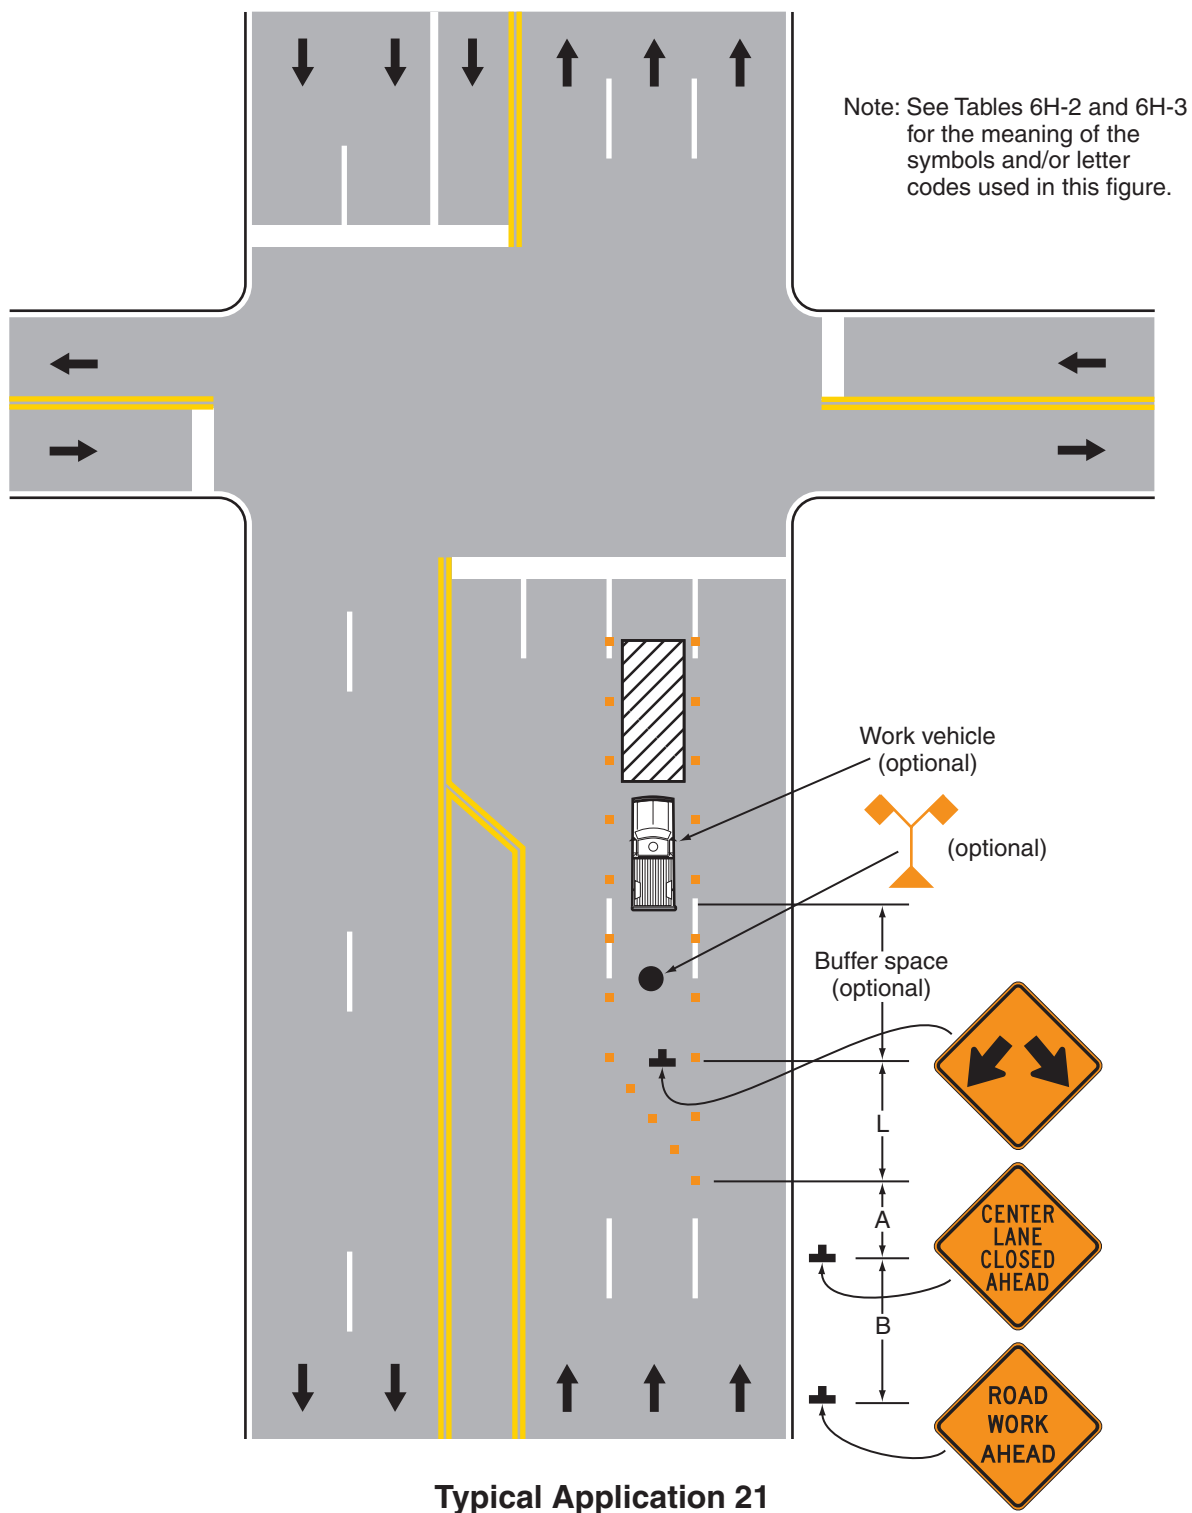 Note: See Tables 6H-2 and 6H-3
for the meaning of the
symbols and/or letter
codes used in this figure.
Work vehicle
(optional)
(optional)
Buffer space
(optional)
L
A
CENTER
LANE
CLOSED
AHEAD
B
ROAD
WORK
AHEAD
Typical Application 21